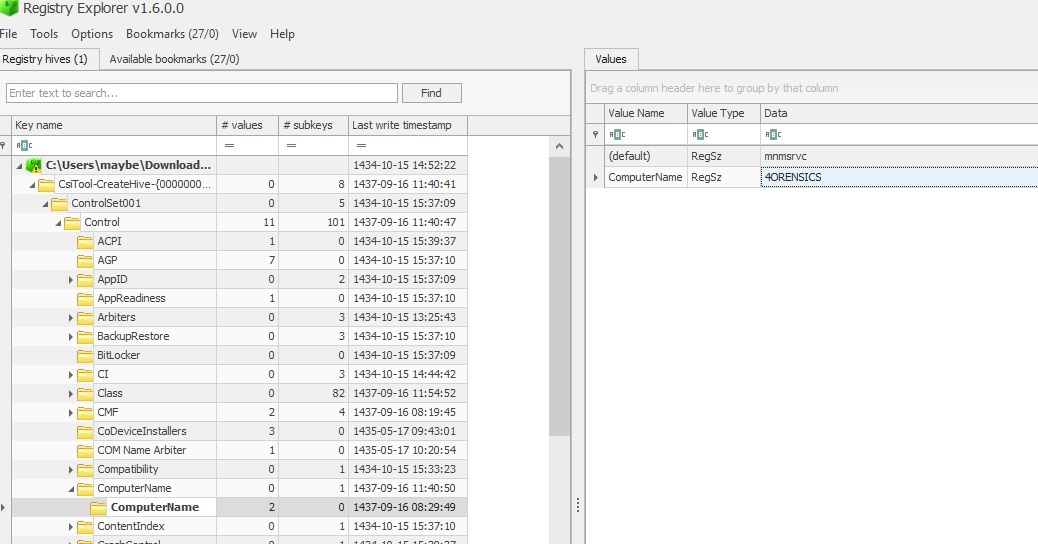 Registry Explorer v1.6.0.0
File Tools Options Bookmarks (27/0) View Help
Registry hives (1) Available bookmarks (27/0)
Enter text to search... Find
Key name # values # subkeys Last write timestamp
ABC = = ABC
C:\Users\maybe\Download... 1434-10-15 14:52:22
CsiTool-CreateHive-{0000000... 0 8 1437-09-16 11:40:41
ControlSet001 0 5 1434-10-15 15:37:09
Control 11 101 1437-09-16 11:40:47
ACPI 1 0 1434-10-15 15:39:37
AGP 7 0 1434-10-15 15:37:10
AppID 0 2 1434-10-15 15:37:09
AppReadiness 1 0 1434-10-15 15:37:10
Arbiters 0 3 1434-10-15 13:25:43
BackupRestore 0 3 1434-10-15 15:37:10
BitLocker 0 0 1434-10-15 15:37:09
CI 0 3 1434-10-15 14:44:42
Class 0 82 1437-09-16 11:54:52
CMF 2 4 1437-09-16 08:19:45
CoDeviceInstallers 3 0 1435-05-17 09:43:01
COM Name Arbiter 1 0 1435-05-17 10:20:54
Compatibility 0 1 1434-10-15 15:33:23
ComputerName 0 1 1437-09-16 11:40:50
ComputerName 2 0 1437-09-16 08:29:49
ContentIndex 0 1 1434-10-15 15:37:10
Values
Drag a column header here to group by that column
Value Name Value Type Data
ABC ABC ABC
(default) RegSz mnmsrvc
ComputerName RegSz 4ORENSICS